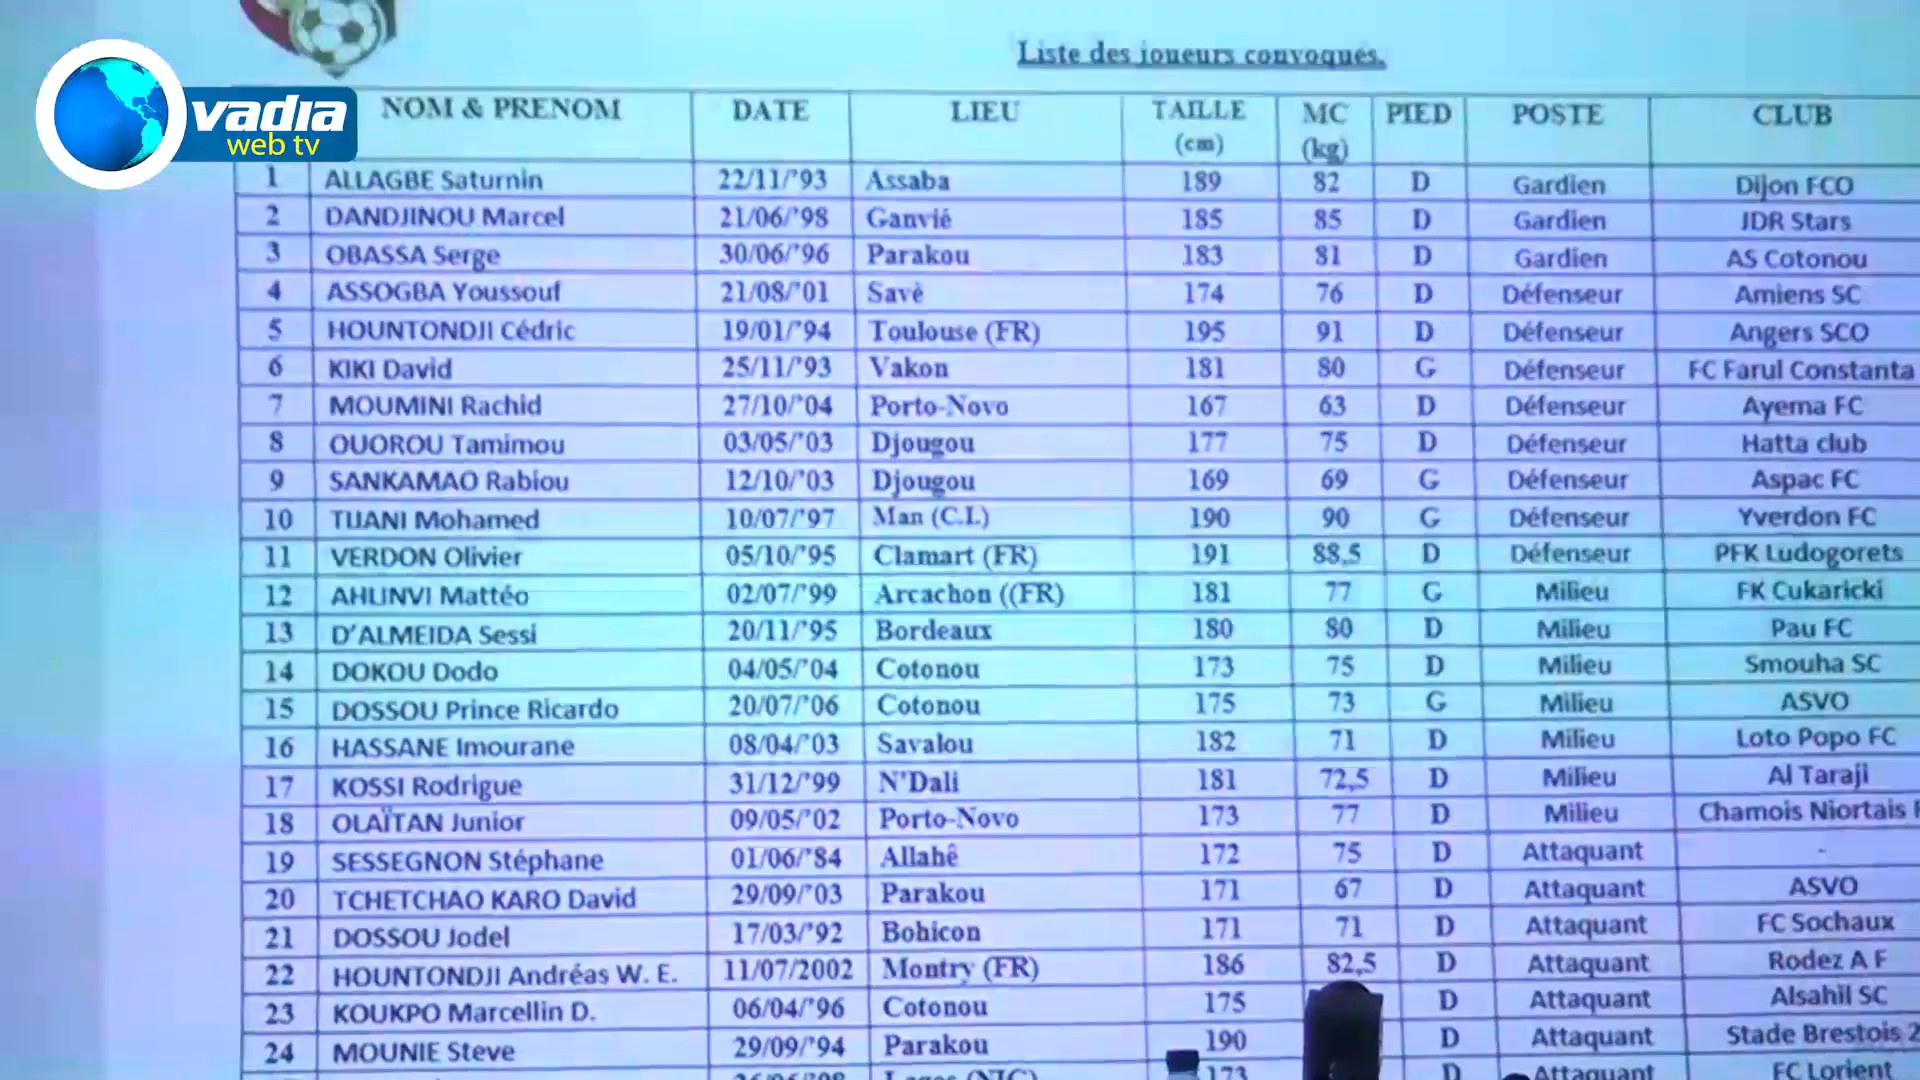 vadia
web tv
Liste des joueurs convoqués.
NOM & PRENOM DATE LIEU TAILLE (cm) MC (kg) PIED POSTE CLUB
1 ALLAGBE Saturnin 22/11/'93 Assaba 189 82 D Gardien Dijon FCO
2 DANDJINOU Marcel 21/06/'98 Ganvié 185 85 D Gardien JDR Stars
3 OBASSA Serge 30/06/'96 Parakou 183 81 D Gardien AS Cotonou
4 ASSOGBA Youssouf 21/08/'01 Savè 174 76 D Défenseur Amiens SC
5 HOUNTONDJI Cédric 19/01/'94 Toulouse (FR) 195 91 D Défenseur Angers SCO
6 KIKI David 25/11/'93 Vakon 181 80 G Défenseur FC Farul Constanta
7 MOUMINI Rachid 27/10/'04 Porto-Novo 167 63 D Défenseur Ayema FC
8 OUOROU Tamimou 03/05/'03 Djougou 177 75 D Défenseur Hatta club
9 SANKAMAO Rabiou 12/10/'03 Djougou 169 69 G Défenseur Aspac FC
10 TIJANI Mohamed 10/07/'97 Man (C.I.) 190 90 G Défenseur Yverdon FC
11 VERDON Olivier 05/10/'95 Clamart (FR) 191 88,5 D Défenseur PFK Ludogorets
12 AHLINVI Mattéo 02/07/'99 Arcachon ((FR) 181 77 G Milieu FK Cukaricki
13 D'ALMEIDA Sessi 20/11/'95 Bordeaux 180 80 D Milieu Pau FC
14 DOKOU Dodo 04/05/'04 Cotonou 173 75 D Milieu Smouha SC
15 DOSSOU Prince Ricardo 20/07/'06 Cotonou 175 73 G Milieu ASVO
16 HASSANE Imourane 08/04/'03 Savalou 182 71 D Milieu Loto Popo FC
17 KOSSI Rodrigue 31/12/'99 N'Dali 181 72,5 D Milieu Al Taraji
18 OLAÏTAN Junior 09/05/'02 Porto-Novo 173 77 D Milieu Chamois Niortais
19 SESSEGNON Stéphane 01/06/'84 Allahê 172 75 D Attaquant -
20 TCHETCHAO KARO David 29/09/'03 Parakou 171 67 D Attaquant ASVO
21 DOSSOU Jodel 17/03/'92 Bohicon 171 71 D Attaquant FC Sochaux
22 HOUNTONDJI Andréas W. E. 11/07/2002 Montry (FR) 186 82,5 D Attaquant Rodez A F
23 KOUKPO Marcellin D. 06/04/'96 Cotonou 175 D Attaquant Alsahil SC
24 MOUNIE Steve 29/09/'94 Parakou 190 D Attaquant Stade Brestois 2
173 D Attaquant FC Lorient